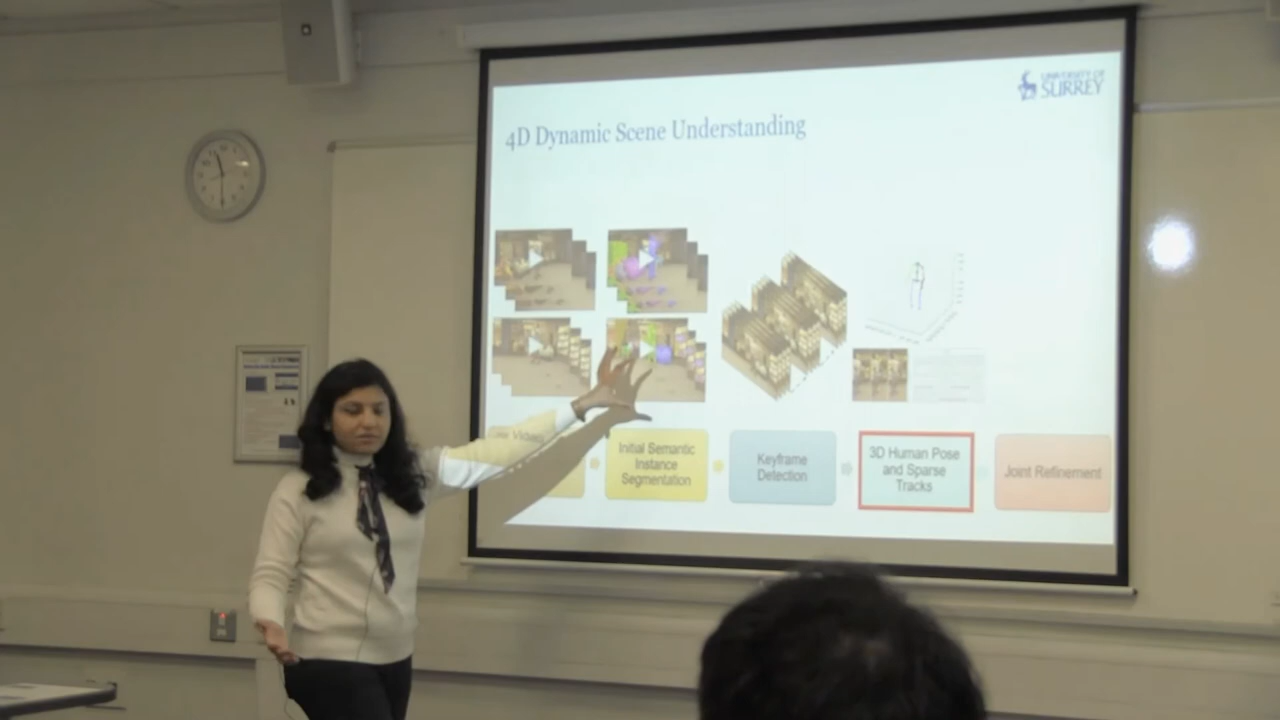 UNIVERSITY OF
SURREY
4D Dynamic Scene Understanding
Video
Initial Semantic
Instance
Segmentation
Keyframe
Detection
3D Human Pose
and Sparse
Tracks
Joint Refinement